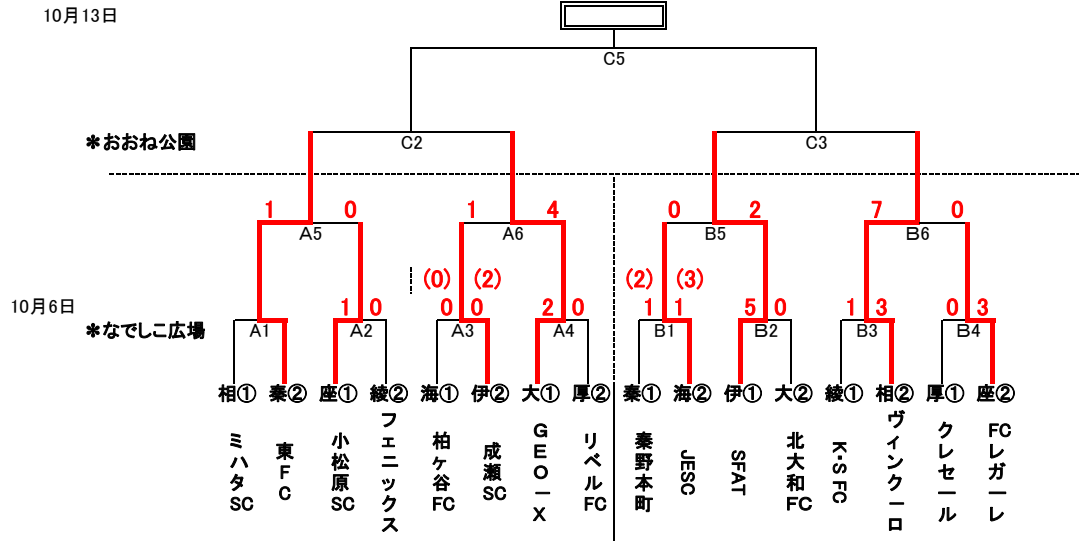 10月13日
C5
＊おおね公園
C2
C3
1
0
1
4
0
2
7
0
A5
A6
B5
B6
(0)
(2)
(2)
(3)
10月6日
1
0
0
0
2
0
1
1
5
0
1
3
0
3
＊なでしこ広場
A1
A2
A3
A4
B1
B2
B3
B4
相①
秦②
座①
綾②
海①
伊②
大①
厚②
秦①
海②
伊①
大②
綾①
相②
厚①
座②
ミハタSC
東FC
小松原SC
フェニックス
柏ケ谷FC
成瀬SC
GEO－X
リベルFC
秦野本町
JESC
SFAT
北大和FC
K・S FC
ヴィンクーロ
クレセール
FCレガーレ